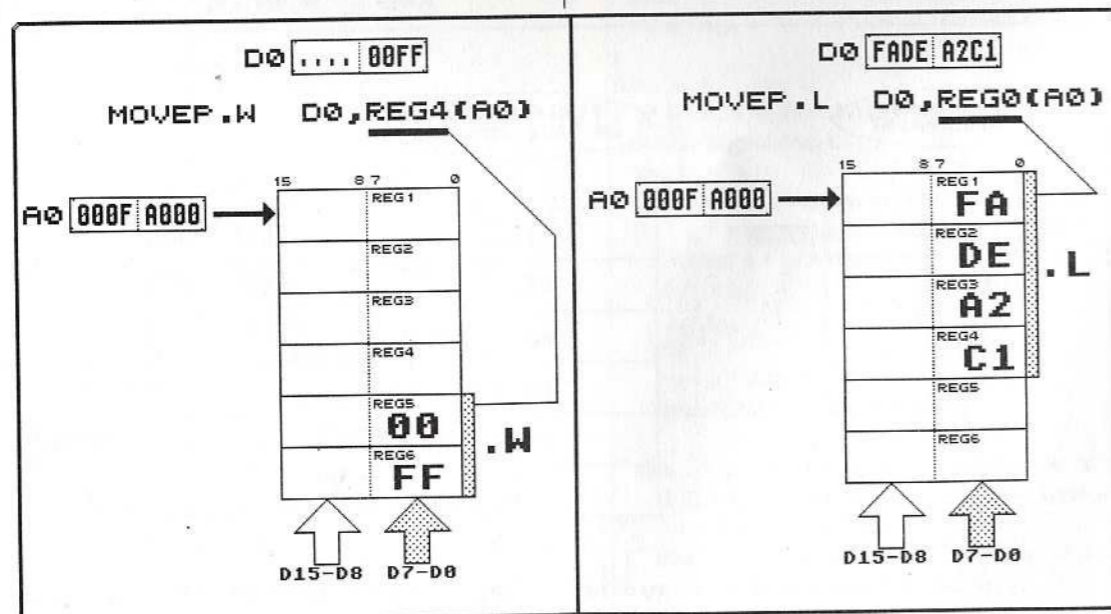 D0 .... 00FF
MOVEP.W D0,REG4(A0)
15 8 7 0
A0 000F A000
REG1
REG2
REG3
REG4
REG5
00
.W
REG6
FF
D15-D8 D7-D0
D0 FADE A2C1
MOVEP.L D0,REG0(A0)
15 8 7 0
A0 000F A000
REG1
FA
REG2
DE
.L
REG3
A2
REG4
C1
REG5
REG6
D15-D8 D7-D0